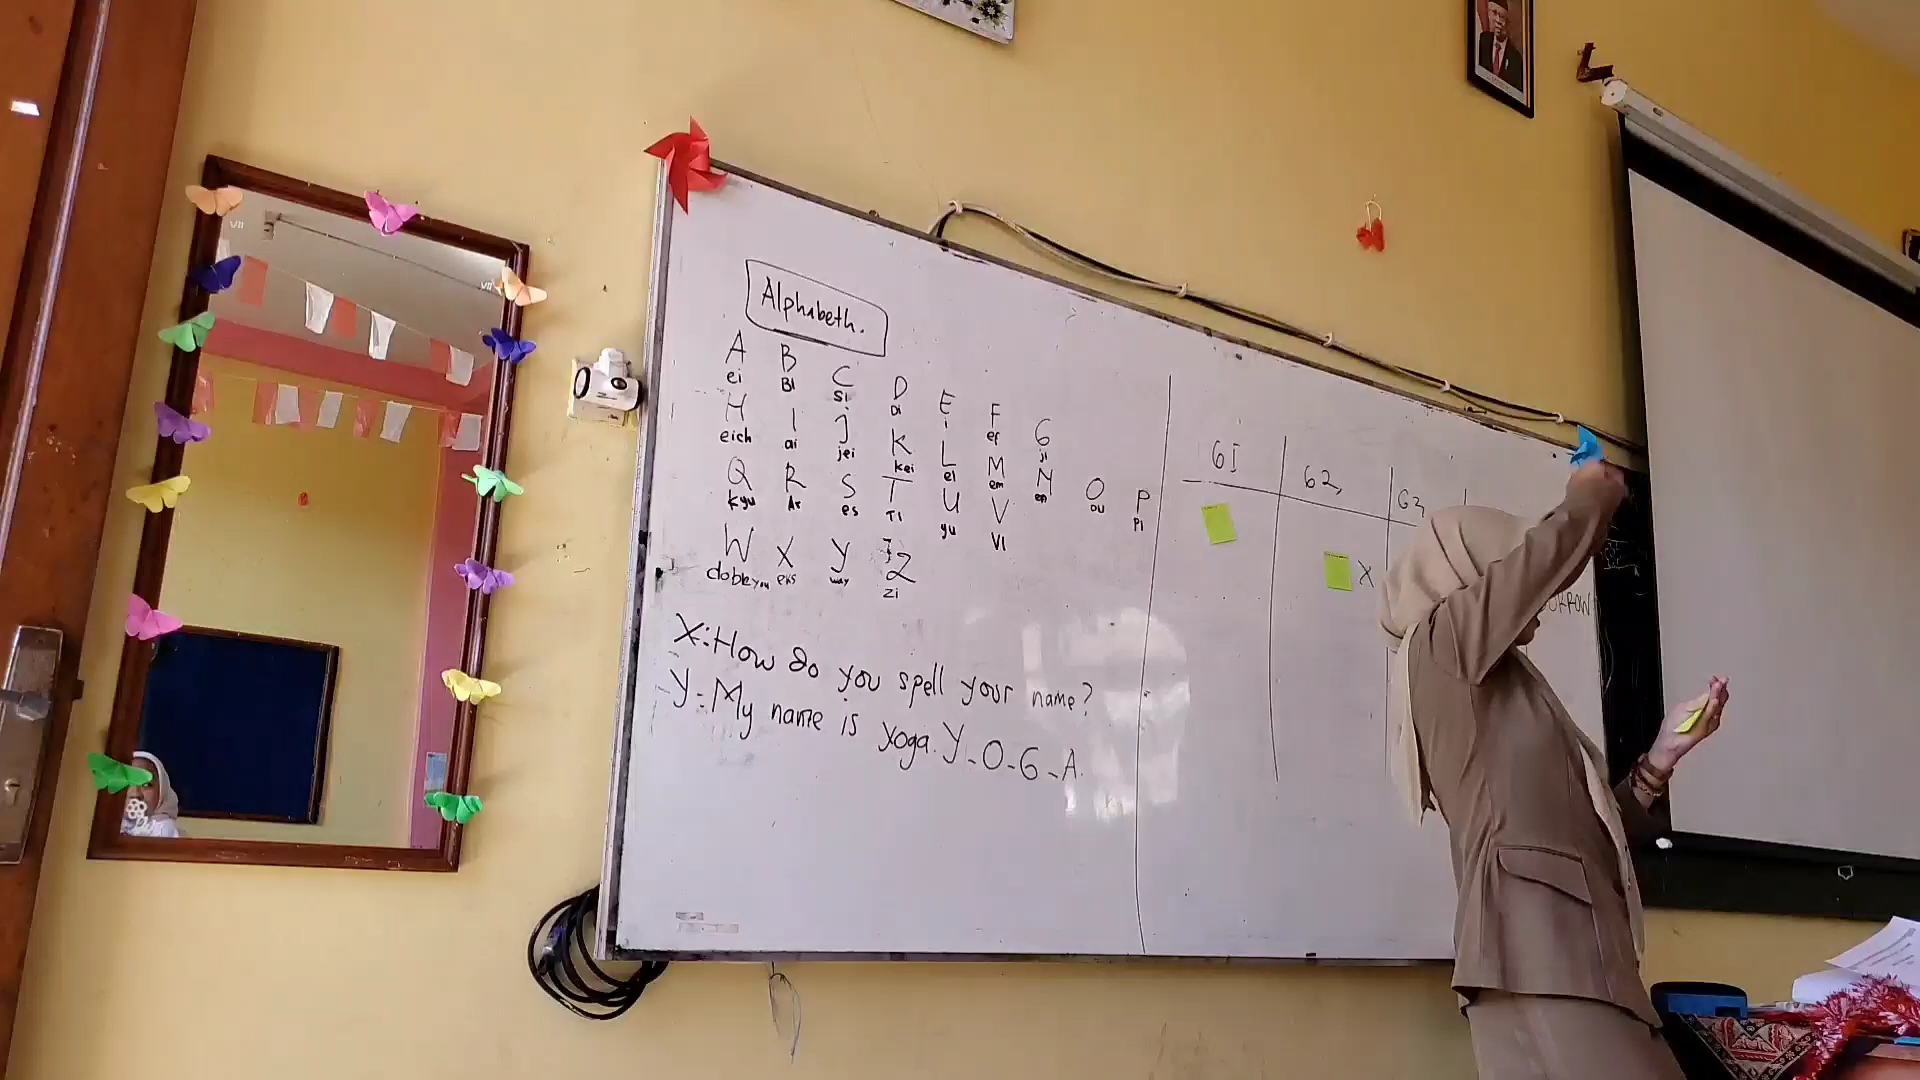 Alphabeth.
A B C D E F G
ei Bi si Di i ef ji
H I J K L M N O P
eich ai jei kei el em en ou Pi
Q R S T U V
kyu Ar es Ti yu Vi
W X Y Z
dobleyu eks way zi
X: How do you spell your name?
Y: My name is yoga. Y-O-G-A.
G1 G2, G3,
X